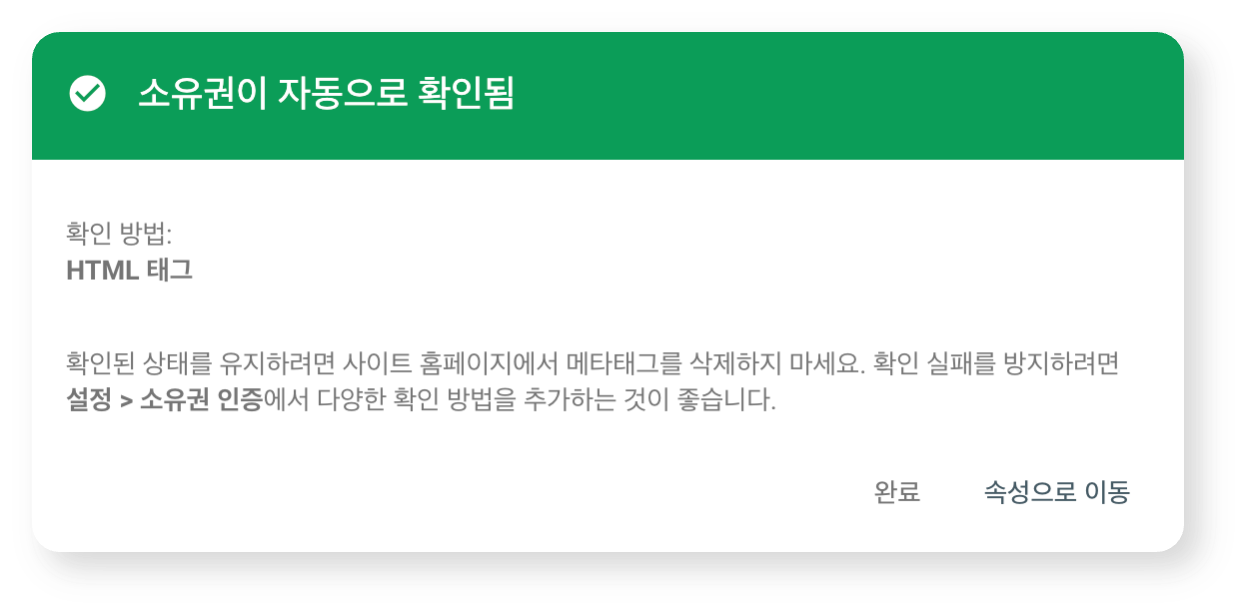 소유권이 자동으로 확인됨
확인 방법:
HTML 태그
확인된 상태를 유지하려면 사이트 홈페이지에서 메타태그를 삭제하지 마세요. 확인 실패를 방지하려면
설정 > 소유권 인증에서 다양한 확인 방법을 추가하는 것이 좋습니다.
완료 속성으로 이동